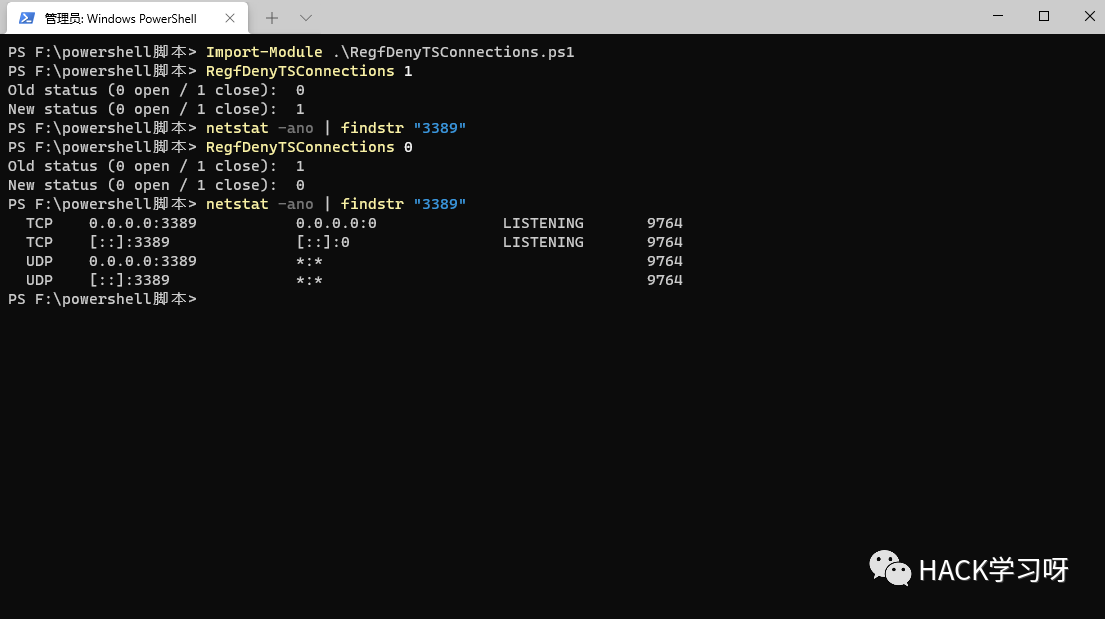 管理员: Windows PowerShell
PS F:\powershell脚本> Import-Module .\RegfDenyTSConnections.ps1
PS F:\powershell脚本> RegfDenyTSConnections 1
Old status (0 open / 1 close):  0
New status (0 open / 1 close):  1
PS F:\powershell脚本> netstat -ano | findstr "3389"
PS F:\powershell脚本> RegfDenyTSConnections 0
Old status (0 open / 1 close):  1
New status (0 open / 1 close):  0
PS F:\powershell脚本> netstat -ano | findstr "3389"
  TCP    0.0.0.0:3389           0.0.0.0:0              LISTENING       9764
  TCP    [::]:3389              [::]:0                 LISTENING       9764
  UDP    0.0.0.0:3389           *:*                                    9764
  UDP    [::]:3389              *:*                                    9764
PS F:\powershell脚本>
HACK学习呀